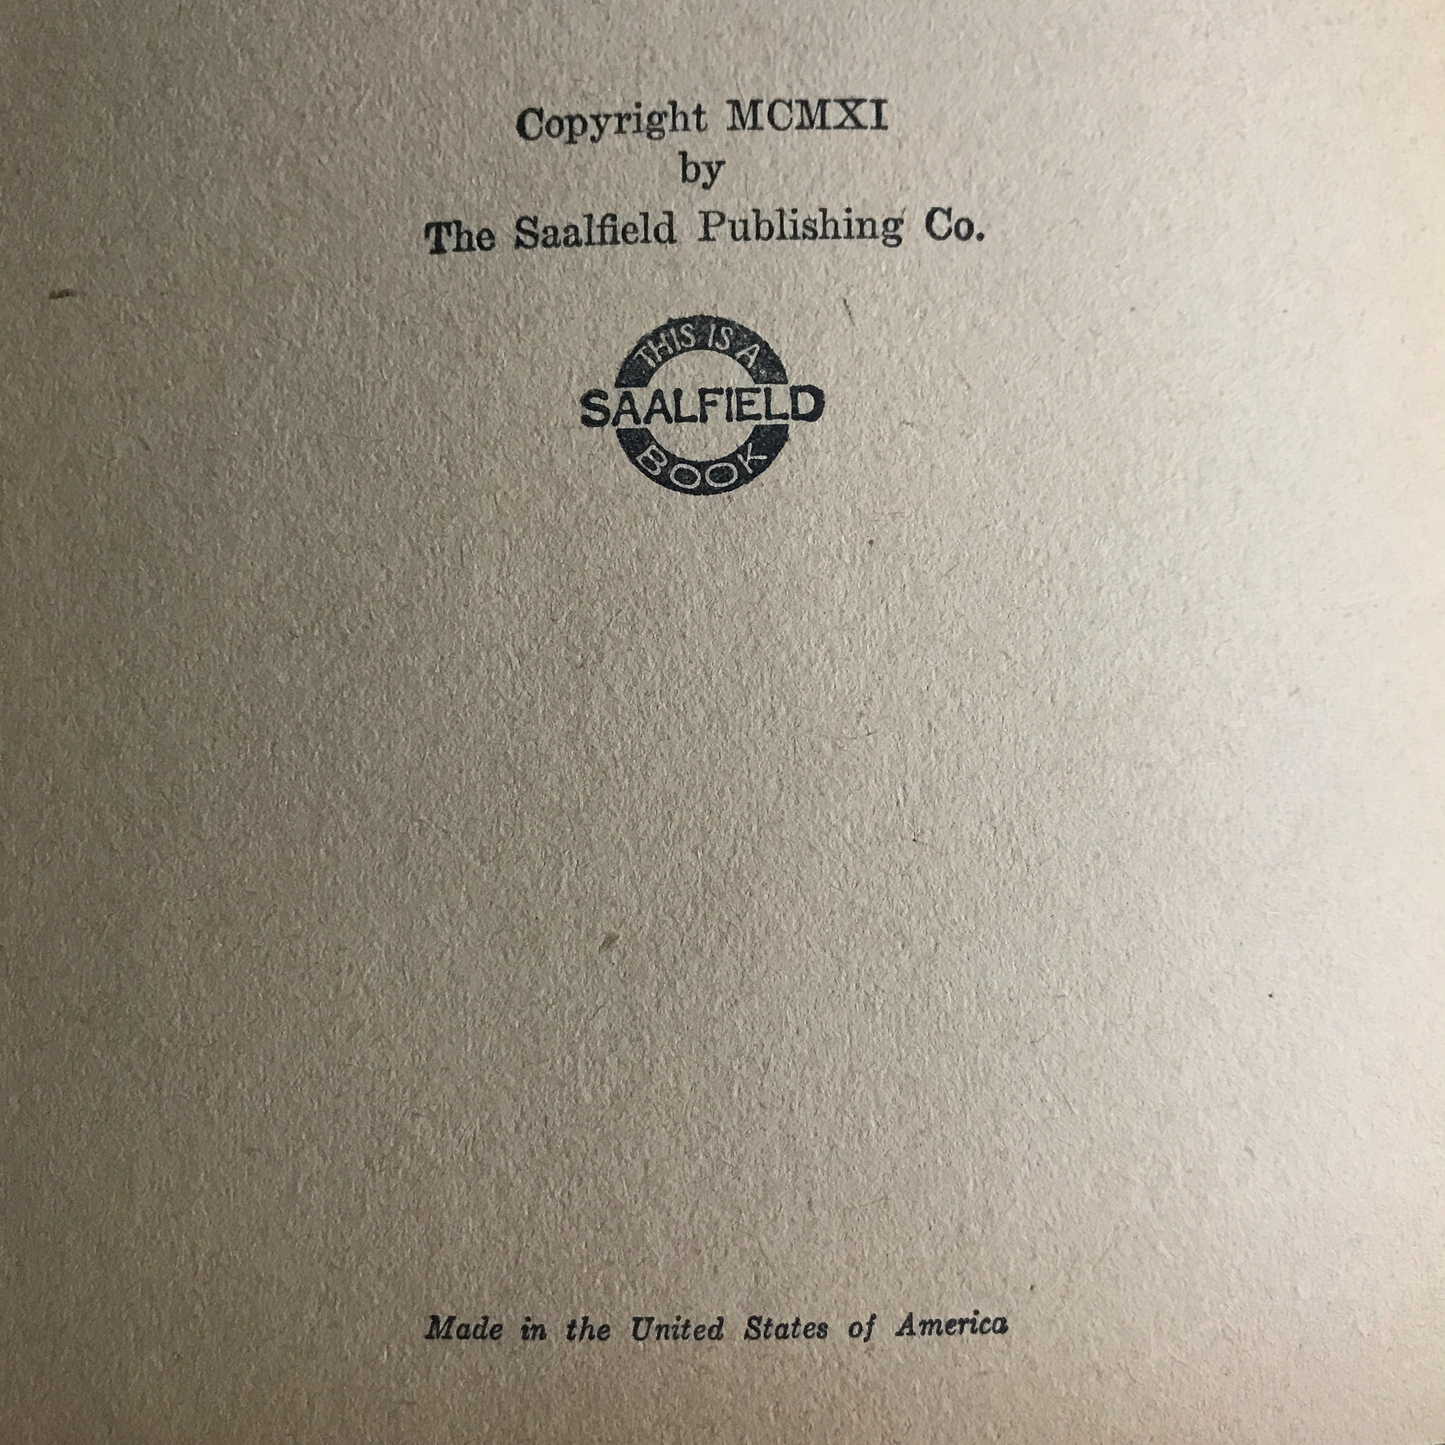 Copyright MCMXI
by
The Saalfield Publishing Co.
THIS IS A
SAALFIELD
BOOK
Made in the United States of America